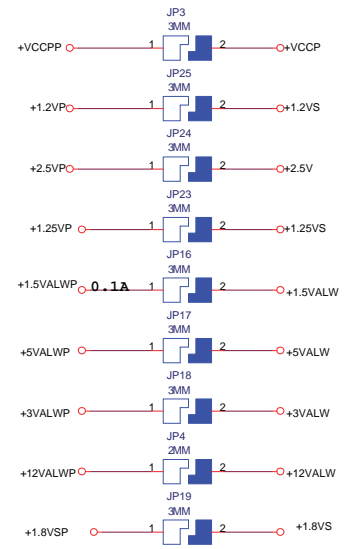 JP3
3MM
+VCCPP 1 2 +VCCP
JP25
3MM
+1.2VP 1 2 +1.2VS
JP24
3MM
+2.5VP 1 2 +2.5V
JP23
3MM
+1.25VP 1 2 +1.25VS
JP16
3MM
+1.5VALWP 0.1A 1 2 +1.5VALW
JP17
3MM
+5VALWP 1 2 +5VALW
JP18
3MM
+3VALWP 1 2 +3VALW
JP4
2MM
+12VALWP 1 2 +12VALW
JP19
3MM
+1.8VSP 1 2 +1.8VS